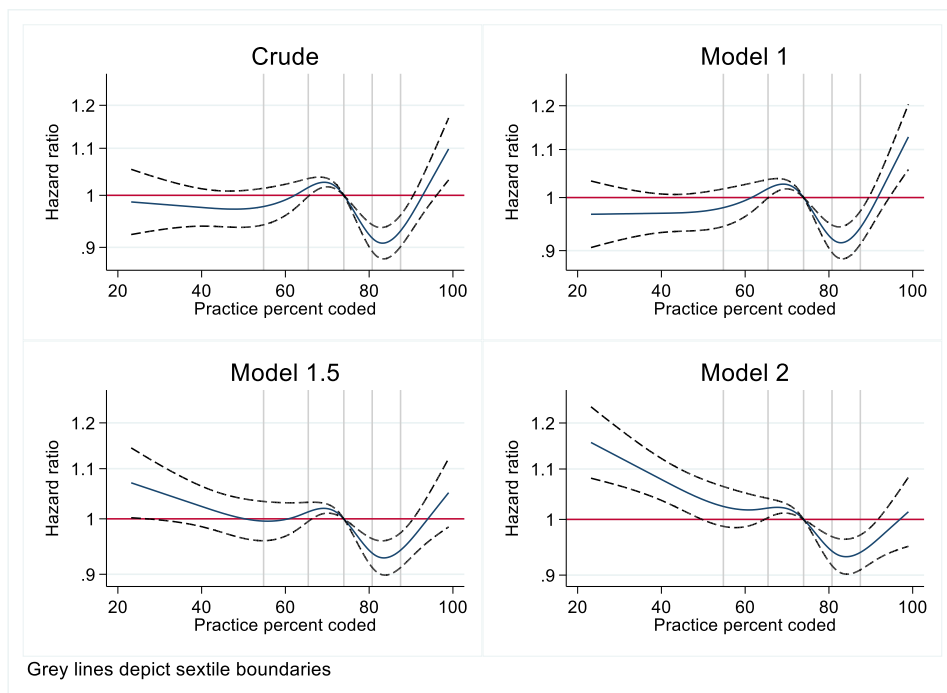 Crude
Hazard ratio
1.2
1.1
1
.9
20 40 60 80 100
Practice percent coded
Model 1
Hazard ratio
1.2
1.1
1
.9
20 40 60 80 100
Practice percent coded
Model 1.5
Hazard ratio
1.2
1.1
1
.9
20 40 60 80 100
Practice percent coded
Model 2
Hazard ratio
1.2
1.1
1
.9
20 40 60 80 100
Practice percent coded
Grey lines depict sextile boundaries